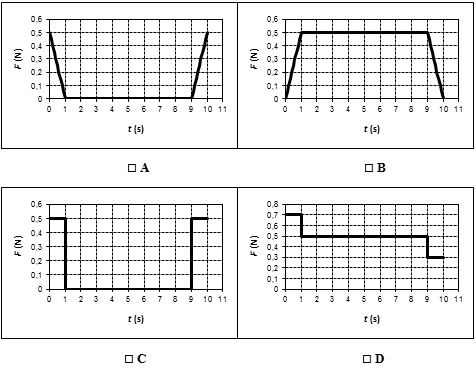 0,6 0,5 0,4 0,3 0,2 0,1 0
F (N)
0 1 2 3 4 5 6 7 8 9 10 11
t (s)
□ A
0,6 0,5 0,4 0,3 0,2 0,1 0
F (N)
0 1 2 3 4 5 6 7 8 9 10 11
t (s)
□ B
0,6 0,5 0,4 0,3 0,2 0,1 0
F (N)
0 1 2 3 4 5 6 7 8 9 10 11
t (s)
□ C
0,8 0,7 0,6 0,5 0,4 0,3 0,2 0,1 0
F (N)
0 1 2 3 4 5 6 7 8 9 10 11
t (s)
□ D